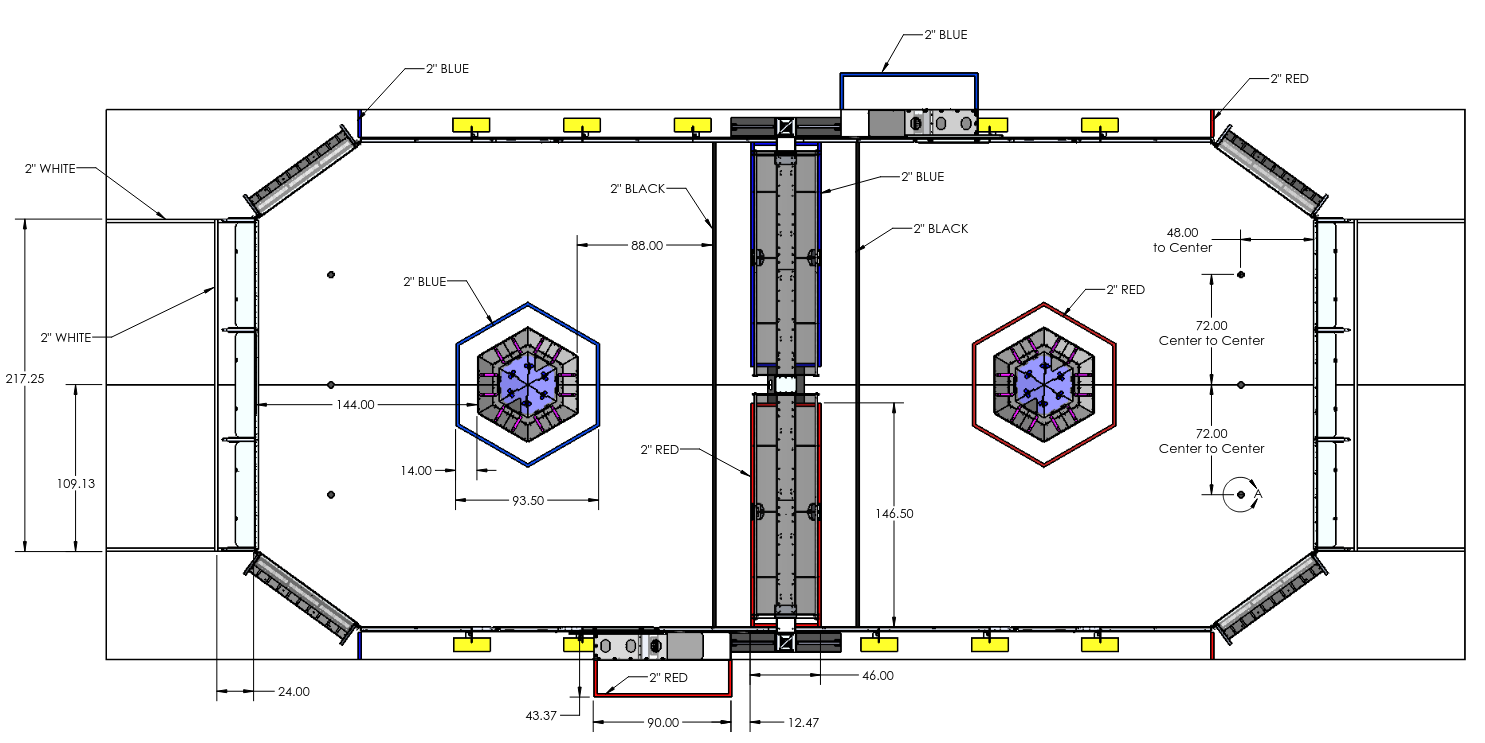 2" BLUE
2" BLUE
2" RED
2" WHITE
2" BLACK
2" BLUE
2" BLACK
48.00
to Center
88.00
2" BLUE
2" RED
2" WHITE
72.00
Center to Center
217.25
144.00
72.00
Center to Center
2" RED
14.00
109.13
93.50
A
146.50
2" RED
46.00
24.00
43.37
90.00
12.47